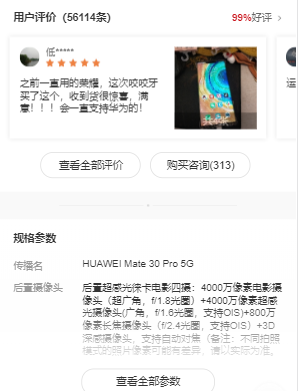 用户评价（56114条）
99%好评 >
低*****
之前一直用的荣耀，这次咬咬牙
买了这个，收到货很惊喜，满
意！！！会一直支持华为的！
共4张
运
查看全部评价
购买咨询(313)
规格参数
传播名
HUAWEI Mate 30 Pro 5G
后置摄像头
后置超感光徕卡电影四摄：4000万像素电影摄
像头（超广角，f/1.8光圈）+4000万像素超感
光摄像头(广角，f/1.6光圈，支持OIS)+800万
像素长焦摄像头（f/2.4光圈，支持OIS）+3D
深感摄像头，支持自动对焦（备注：不同拍照
模式的照片像素可能有差异，请以实际为准。
查看全部参数